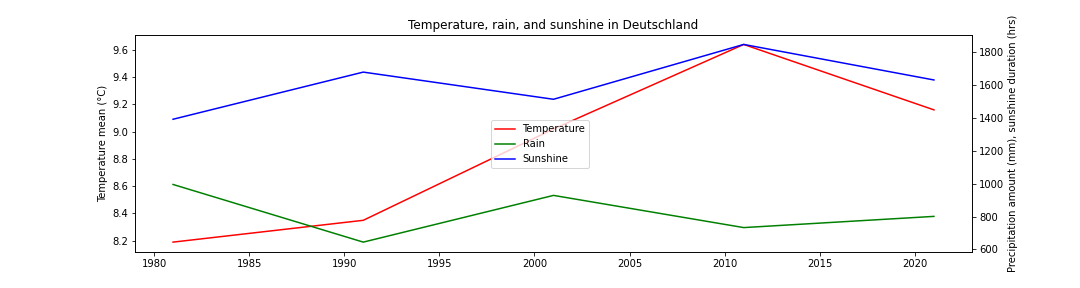 Temperature, rain, and sunshine in Deutschland
Temperature mean (°C)
9.6
9.4
9.2
9.0
8.8
8.6
8.4
8.2
Temperature
Rain
Sunshine
1800
1600
1400
1200
1000
800
600
Precipitation amount (mm), sunshine duration (hrs)
1980 1985 1990 1995 2000 2005 2010 2015 2020